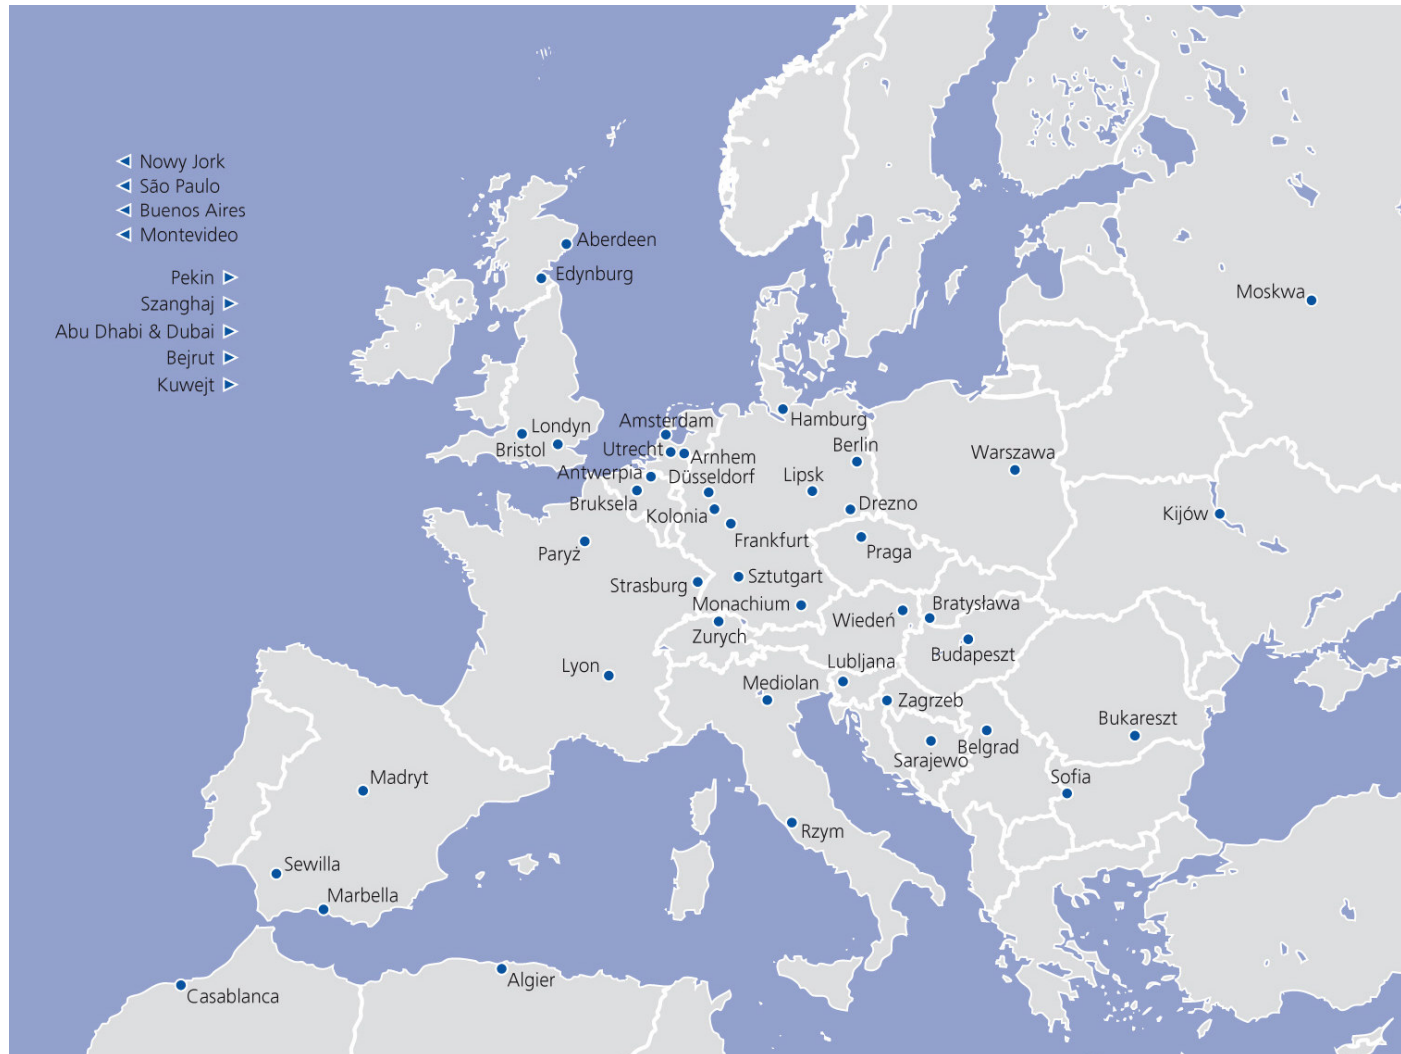 Nowy Jork
São Paulo
Buenos Aires
Montevideo
Pekin
Szanghaj
Abu Dhabi & Dubai
Bejrut
Kuwejt
Aberdeen
Edynburg
Moskwa
Londyn
Bristol
Amsterdam
Hamburg
Utrecht
Arnhem
Berlin
Warszawa
Antwerpia
Düsseldorf
Lipsk
Bruksela
Kolonia
Drezno
Kijów
Frankfurt
Paryż
Praga
Strasburg
Sztutgart
Monachium
Wiedeń
Bratysława
Zurych
Budapeszt
Lyon
Lubljana
Mediolan
Zagrzeb
Bukareszt
Belgrad
Sarajewo
Madryt
Sofia
Rzym
Sewilla
Marbella
Algier
Casablanca